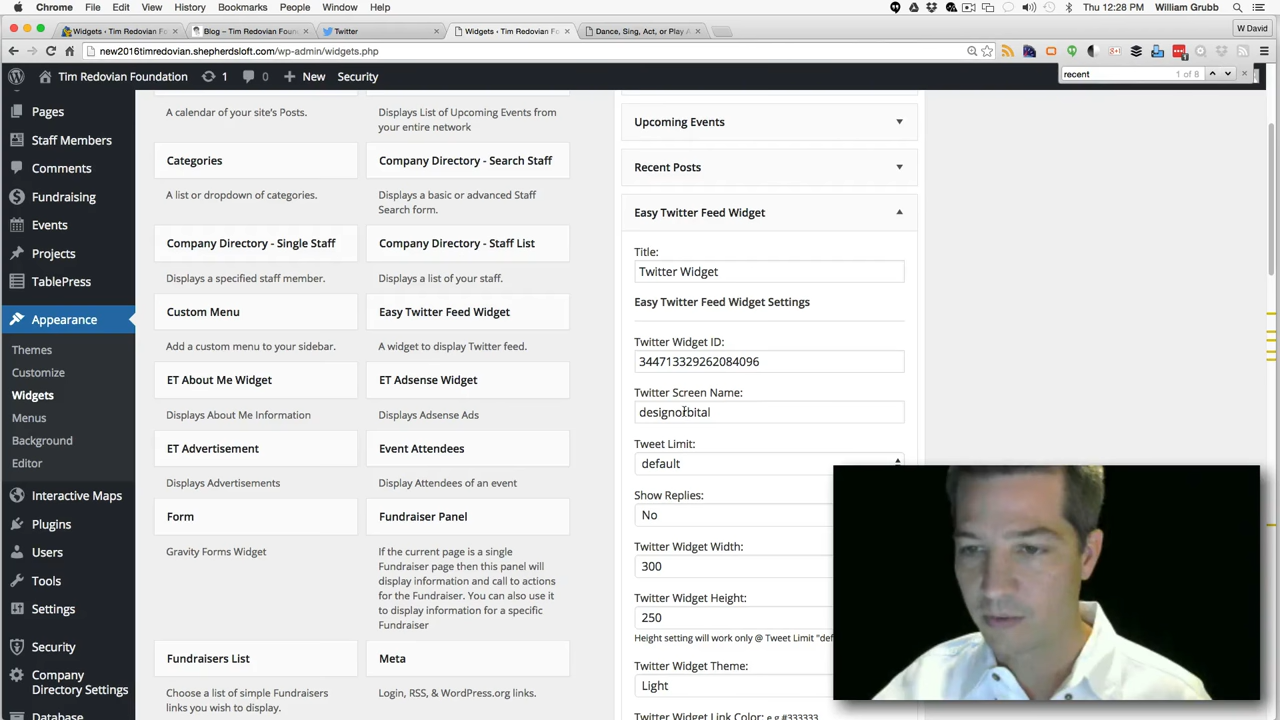 Chrome File Edit View History Bookmarks People Window Help
Thu 12:28 PM William Grubb
Widgets ‹ Tim Redovian Fo
Blog – Tim Redovian Found
Twitter
Widgets ‹ Tim Redovian Fo
Dance, Sing, Act, or Play A
W David
new2016timredovian.shepherdsloft.com/wp-admin/widgets.php
Tim Redovian Foundation 1 0 New Security
recent 1 of 8
Pages
Staff Members
Comments
Fundraising
Events
Projects
TablePress
Appearance
Themes
Customize
Widgets
Menus
Background
Editor
Interactive Maps
Plugins
Users
Tools
Settings
Security
Company
Directory Settings
Database
A calendar of your site's Posts.
Categories
A list or dropdown of categories.
Company Directory - Single Staff
Displays a specified staff member.
Custom Menu
Add a custom menu to your sidebar.
ET About Me Widget
Displays About Me Information
ET Advertisement
Displays Advertisements
Form
Gravity Forms Widget
Fundraisers List
Choose a list of simple Fundraisers
links you wish to display.
Displays List of Upcoming Events from
your entire network
Company Directory - Search Staff
Displays a basic or advanced Staff
Search form.
Company Directory - Staff List
Displays a list of your staff.
Easy Twitter Feed Widget
A widget to display Twitter feed.
ET Adsense Widget
Displays Adsense Ads
Event Attendees
Display Attendees of an event
Fundraiser Panel
If the current page is a single
Fundraiser page then this panel will
display information and call to actions
for the Fundraiser. You can also use it
to display information for a specific
Fundraiser
Meta
Login, RSS, & WordPress.org links.
Upcoming Events
Recent Posts
Easy Twitter Feed Widget
Title:
Twitter Widget
Easy Twitter Feed Widget Settings
Twitter Widget ID:
344713329262084096
Twitter Screen Name:
designorbital
Tweet Limit:
default
Show Replies:
No
Twitter Widget Width:
300
Twitter Widget Height:
250
Height setting will work only @ Tweet Limit "def
Twitter Widget Theme:
Light
Twitter Widget Link Color: e.g #333333